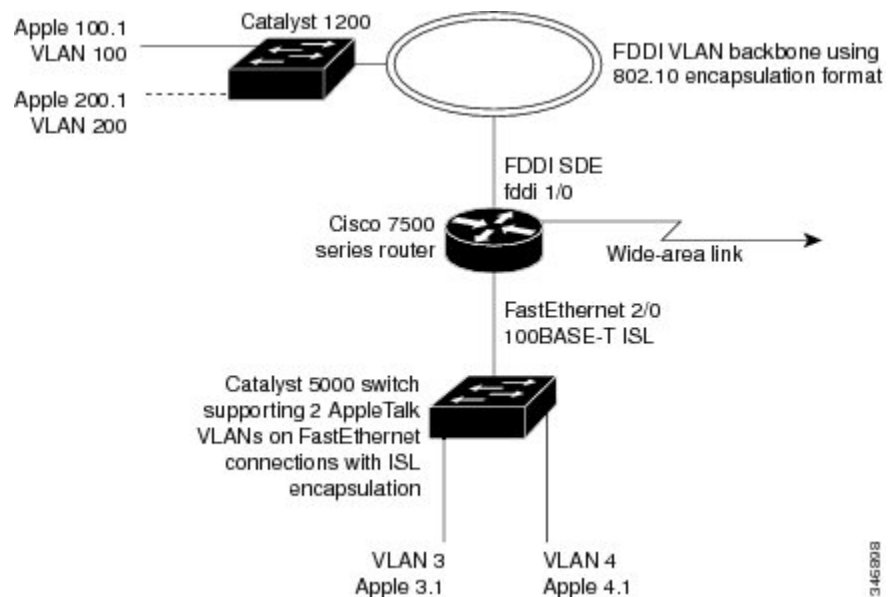 Apple 100.1
VLAN 100
Apple 200.1
VLAN 200
Catalyst 1200
FDDI VLAN backbone using
802.10 encapsulation format
FDDI SDE
fddi 1/0
Cisco 7500
series router
Wide-area link
FastEthernet 2/0
100BASE-T ISL
Catalyst 5000 switch
supporting 2 AppleTalk
VLANs on FastEthernet
connections with ISL
encapsulation
VLAN 3
Apple 3.1
VLAN 4
Apple 4.1
346898